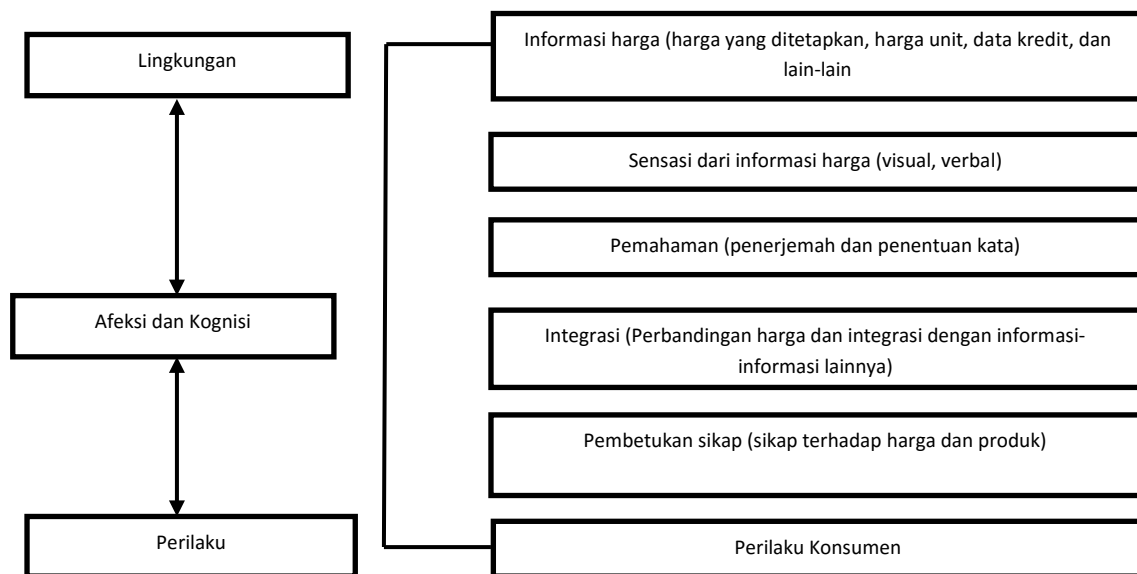 Lingkungan
Afeksi dan Kognisi
Perilaku
Informasi harga (harga yang ditetapkan, harga unit, data kredit, dan
lain-lain
Sensasi dari informasi harga (visual, verbal)
Pemahaman (penerjemah dan penentuan kata)
Integrasi (Perbandingan harga dan integrasi dengan informasi-
informasi lainnya)
Pembetukan sikap (sikap terhadap harga dan produk)
Perilaku Konsumen